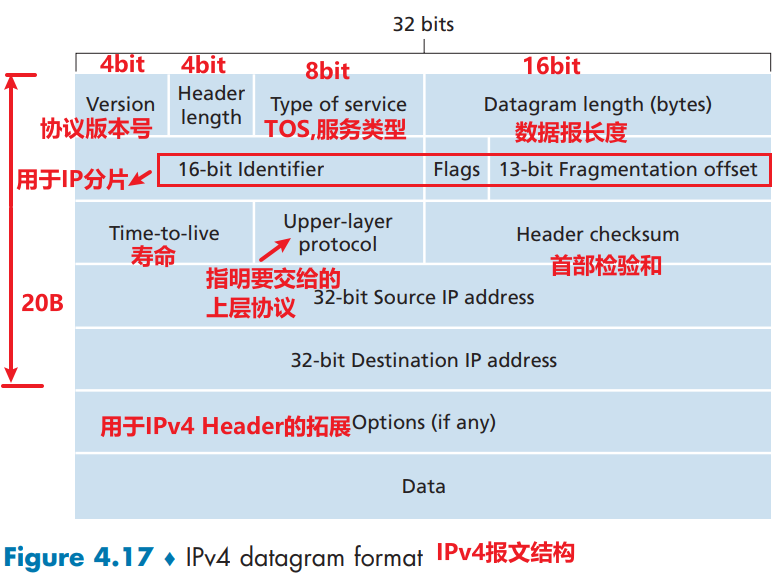 32 bits
4bit 4bit 8bit 16bit
Version Header length Type of service Datagram length (bytes)
协议版本号 TOS,服务类型 数据报长度
用于IP分片 16-bit Identifier Flags 13-bit Fragmentation offset
Time-to-live Upper-layer protocol Header checksum
寿命 首部检验和
指明要交给的
上层协议
32-bit Source IP address
20B
32-bit Destination IP address
用于IPv4 Header的拓展 Options (if any)
Data
Figure 4.17 ♦ IPv4 datagram format IPv4报文结构